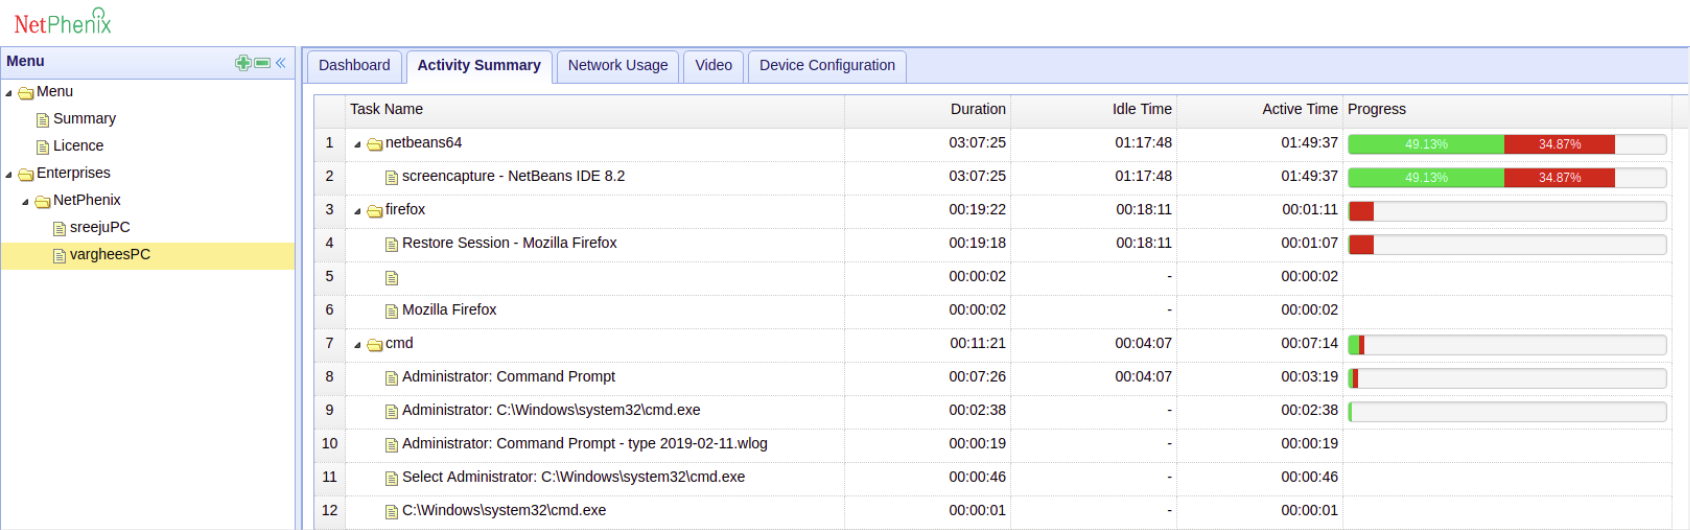 NetPhenix
Menu
Dashboard Activity Summary Network Usage Video Device Configuration
Menu
Summary
Licence
Enterprises
NetPhenix
sreejuPC
vargheesPC
Task Name Duration Idle Time Active Time Progress
1 netbeans64 03:07:25 01:17:48 01:49:37 49.13% 34.87%
2 screencapture - NetBeans IDE 8.2 03:07:25 01:17:48 01:49:37 49.13% 34.87%
3 firefox 00:19:22 00:18:11 00:01:11
4 Restore Session - Mozilla Firefox 00:19:18 00:18:11 00:01:07
5 00:00:02 - 00:00:02
6 Mozilla Firefox 00:00:02 - 00:00:02
7 cmd 00:11:21 00:04:07 00:07:14
8 Administrator: Command Prompt 00:07:26 00:04:07 00:03:19
9 Administrator: C:\Windows\system32\cmd.exe 00:02:38 - 00:02:38
10 Administrator: Command Prompt - type 2019-02-11.wlog 00:00:19 - 00:00:19
11 Select Administrator: C:\Windows\system32\cmd.exe 00:00:46 - 00:00:46
12 C:\Windows\system32\cmd.exe 00:00:01 - 00:00:01